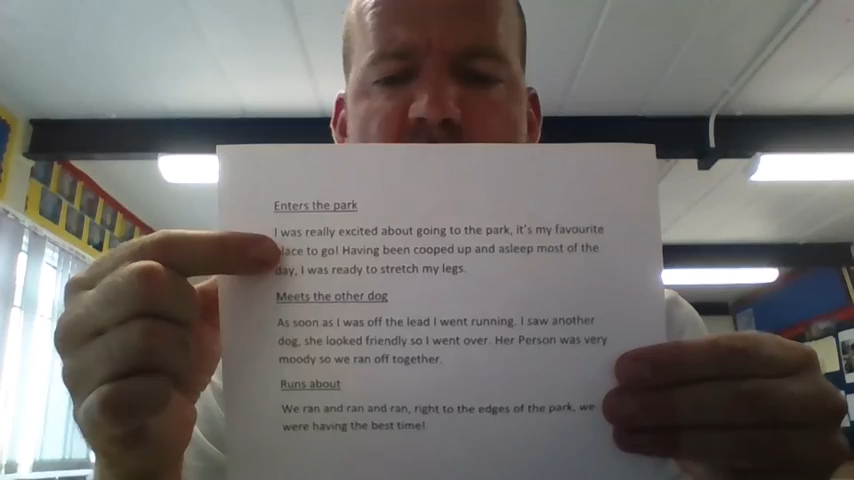 Enters the park
I was really excited about going to the park, it's my favourite
place to go! Having been cooped up and asleep most of the
day, I was ready to stretch my legs.
Meets the other dog
As soon as I was off the lead I went running. I saw another
dog, she looked friendly so I went over. Her Person was very
moody so we ran off together.
Runs about
We ran and ran and ran, right to the edges of the park, we
were having the best time!